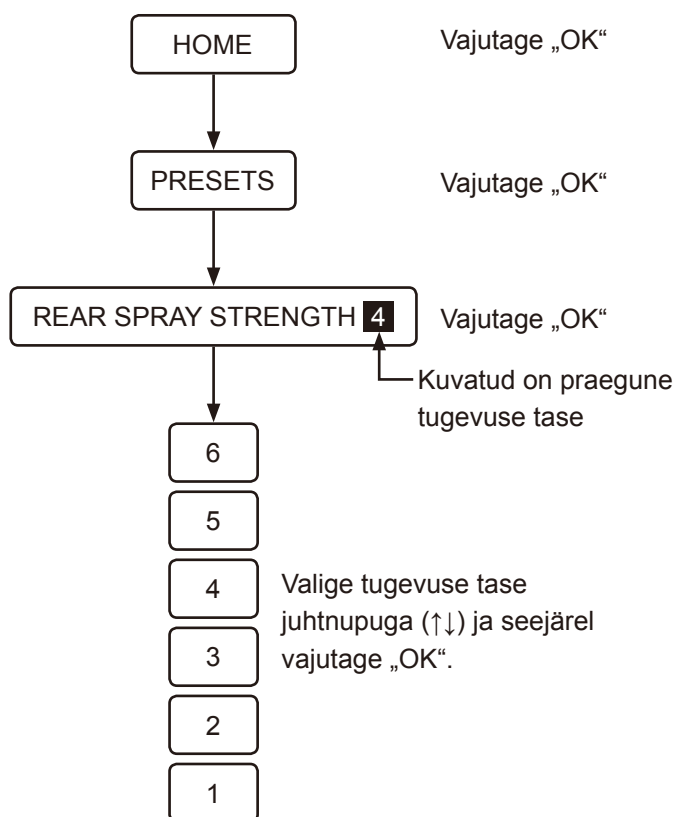 HOME
Vajutage „OK“
PRESETS
Vajutage „OK“
REAR SPRAY STRENGTH 4
Vajutage „OK“
Kuvatud on praegune
tugevuse tase
6
5
4
Valige tugevuse tase
juhtnupuga (↑↓) ja seejärel
vajutage „OK“.
3
2
1